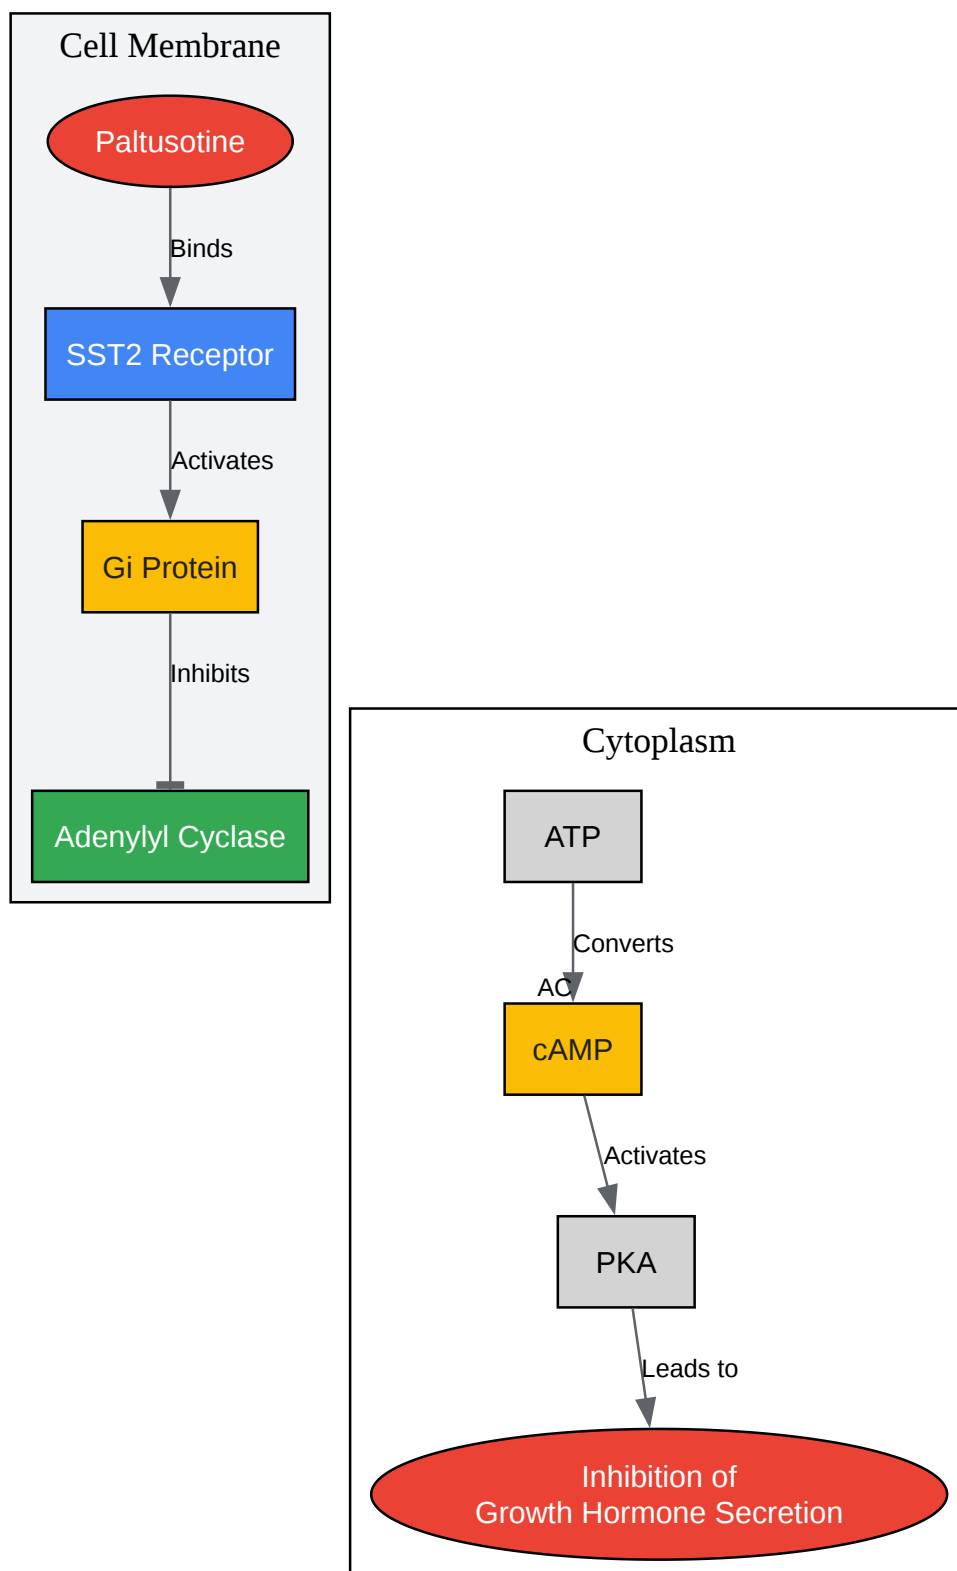 Cell Membrane
Paltusotine
Binds
SST2 Receptor
Activates
Gi Protein
Inhibits
Adenylyl Cyclase
Cytoplasm
ATP
Converts
AC
cAMP
Activates
PKA
Leads to
Inhibition of
Growth Hormone Secretion